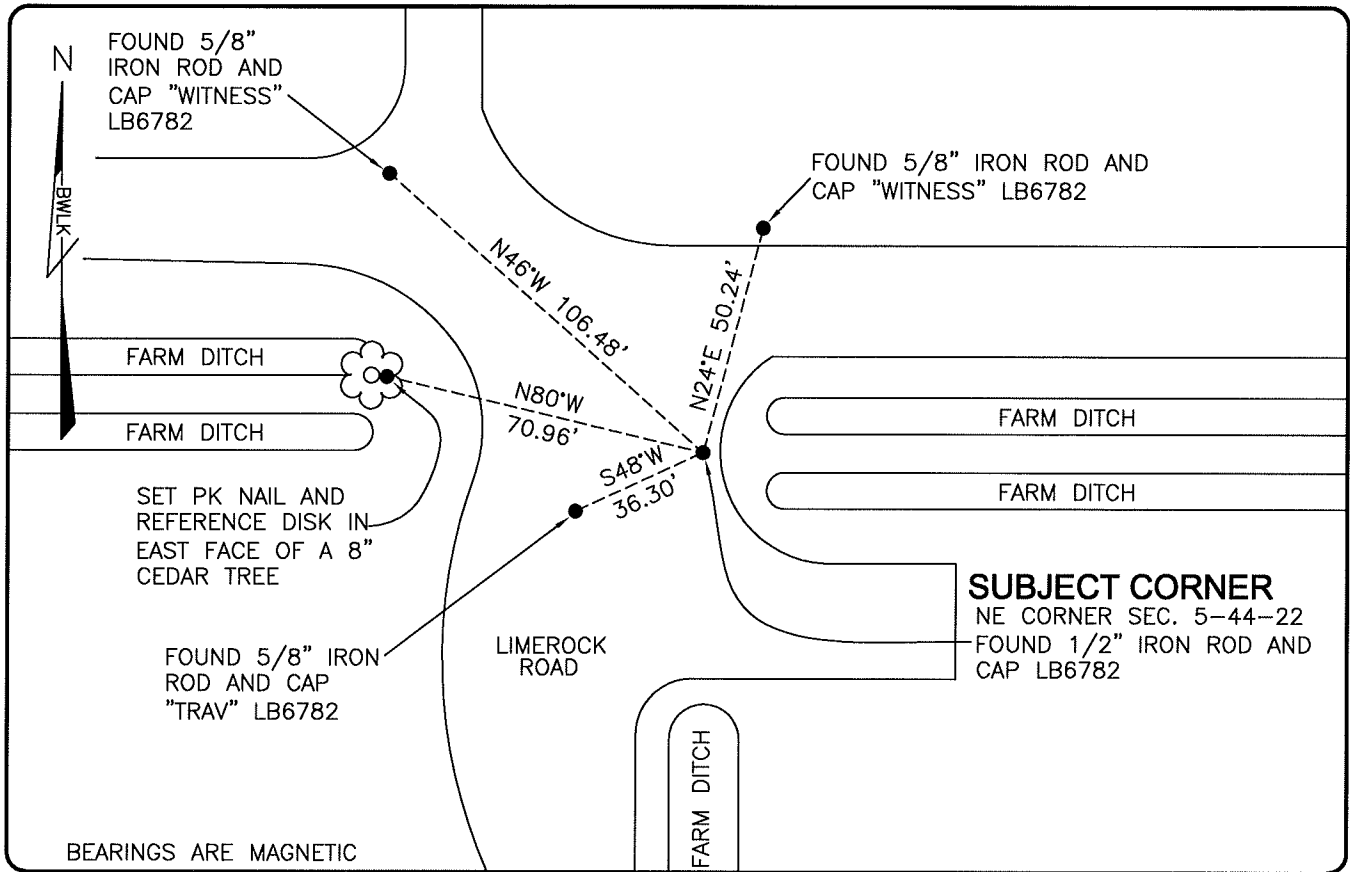 N
FOUND 5/8"
IRON ROD AND
CAP "WITNESS"
LB6782
BWLK
FOUND 5/8" IRON ROD AND
CAP "WITNESS" LB6782
N46°W 106.48'
N24°E 50.24'
FARM DITCH
FARM DITCH
N80°W
70.96'
S48°W
36.30'
FARM DITCH
FARM DITCH
SET PK NAIL AND
REFERENCE DISK IN
EAST FACE OF A 8"
CEDAR TREE
SUBJECT CORNER
NE CORNER SEC. 5-44-22
FOUND 1/2" IRON ROD AND
CAP LB6782
FOUND 5/8" IRON
ROD AND CAP
"TRAV" LB6782
LIMEROCK
ROAD
FARM DITCH
BEARINGS ARE MAGNETIC